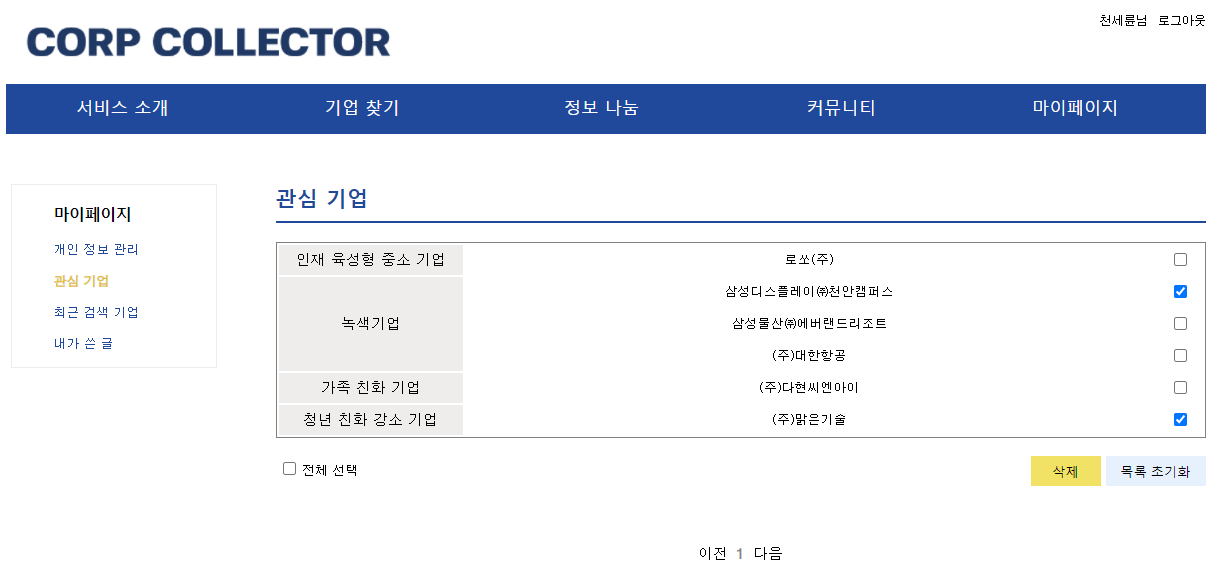 천세륜님 로그아웃
CORP COLLECTOR
서비스 소개 기업 찾기 정보 나눔 커뮤니티 마이페이지
마이페이지
개인 정보 관리
관심 기업
최근 검색 기업
내가 쓴 글
관심 기업
인재 육성형 중소 기업 로쏘(주)
녹색기업 삼성디스플레이㈜천안캠퍼스
삼성물산㈜에버랜드리조트
(주)대한항공
가족 친화 기업 (주)다현씨엔아이
청년 친화 강소 기업 (주)맑은기술
전체 선택 삭제 목록 초기화
이전 1 다음